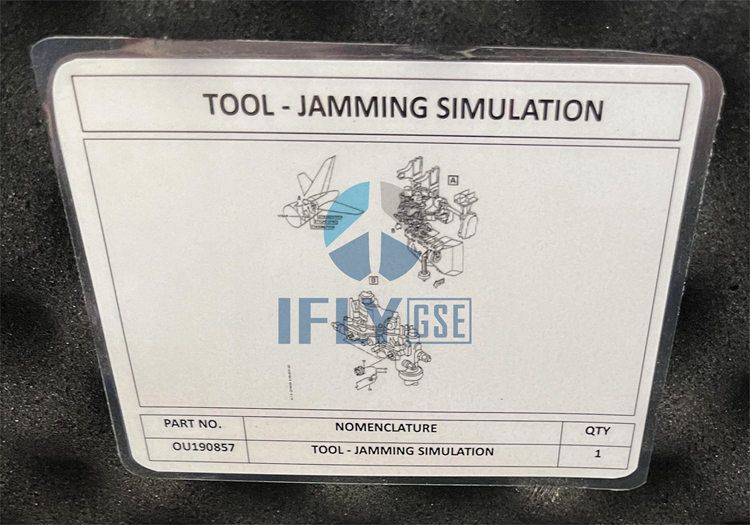 TOOL - JAMMING SIMULATION
A
B
IFLY GSE
PART NO. NOMENCLATURE QTY
OU190857 TOOL - JAMMING SIMULATION 1